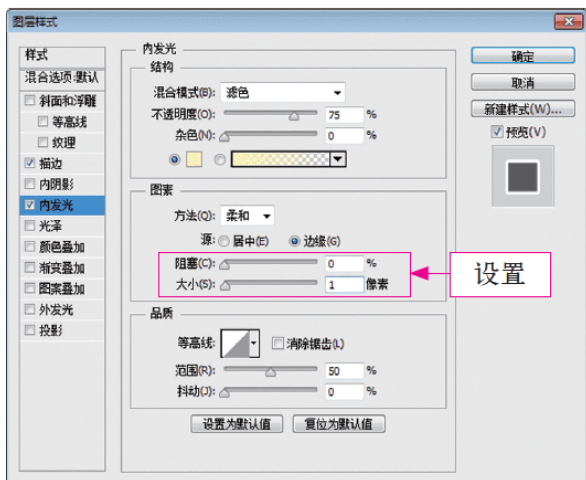 图层样式
样式
混合选项:默认
斜面和浮雕
等高线
纹理
描边
内阴影
内发光
光泽
颜色叠加
渐变叠加
图案叠加
外发光
投影
内发光
结构
混合模式(B): 滤色
不透明度(O): 75 %
杂色(N): 0 %
图素
方法(Q): 柔和
源: 居中(E) 边缘(G)
阻塞(C): 0 %
大小(S): 1 像素
品质
等高线: 消除锯齿(L)
范围(R): 50 %
抖动(J): 0 %
设置为默认值 复位为默认值
确定
取消
新建样式(W)...
预览(V)
设置